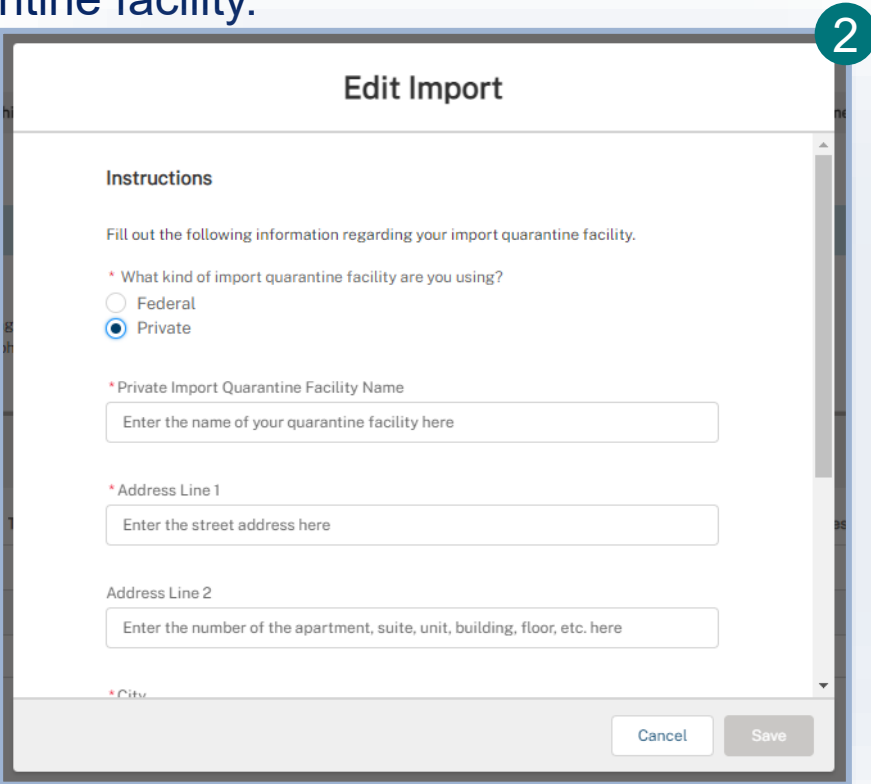 ntine facility.
2
Edit Import
Instructions
Fill out the following information regarding your import quarantine facility.
* What kind of import quarantine facility are you using?
Federal
Private
* Private Import Quarantine Facility Name
Enter the name of your quarantine facility here
* Address Line 1
Enter the street address here
Address Line 2
Enter the number of the apartment, suite, unit, building, floor, etc. here
* City
Cancel
Save